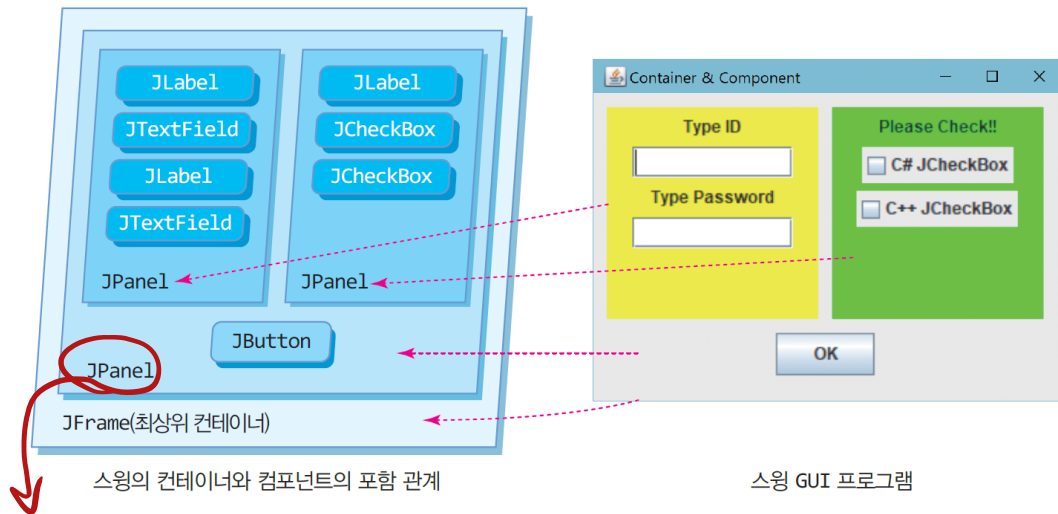 JLabel
JTextField
JLabel
JTextField
JPanel
JLabel
JCheckBox
JCheckBox
JPanel
JButton
JPanel
JFrame(최상위 컨테이너)
스윙의 컨테이너와 컴포넌트의 포함 관계
Container & Component
Type ID
Type Password
Please Check!!
C# JCheckBox
C++ JCheckBox
OK
스윙 GUI 프로그램